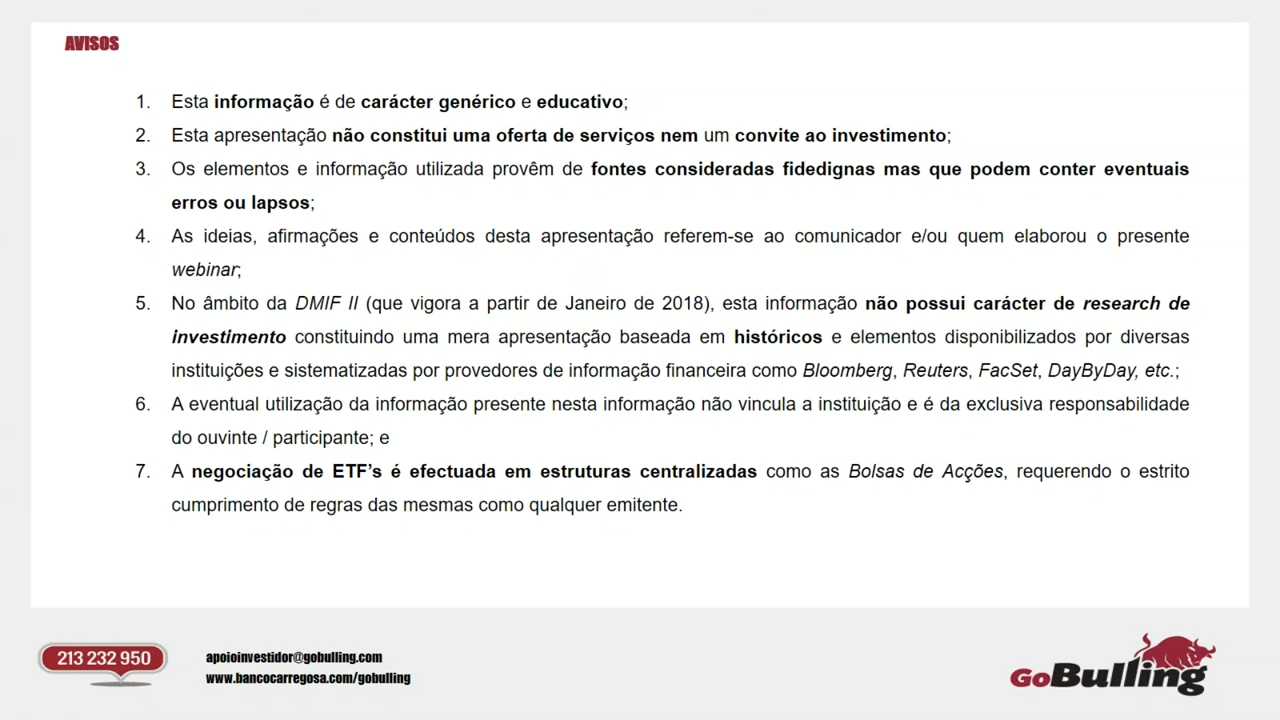 AVISOS
1. Esta informação é de carácter genérico e educativo;
2. Esta apresentação não constitui uma oferta de serviços nem um convite ao investimento;
3. Os elementos e informação utilizada provêm de fontes consideradas fidedignas mas que podem conter eventuais
erros ou lapsos;
4. As ideias, afirmações e conteúdos desta apresentação referem-se ao comunicador e/ou quem elaborou o presente
webinar;
5. No âmbito da DMIF II (que vigora a partir de Janeiro de 2018), esta informação não possui carácter de research de
investimento constituindo uma mera apresentação baseada em históricos e elementos disponibilizados por diversas
instituições e sistematizadas por provedores de informação financeira como Bloomberg, Reuters, FacSet, DayByDay, etc.;
6. A eventual utilização da informação presente nesta informação não vincula a instituição e é da exclusiva responsabilidade
do ouvinte / participante; e
7. A negociação de ETF’s é efectuada em estruturas centralizadas como as Bolsas de Acções, requerendo o estrito
cumprimento de regras das mesmas como qualquer emitente.
213 232 950
apoioinvestidor@gobulling.com
www.bancocarregosa.com/gobulling
GoBulling